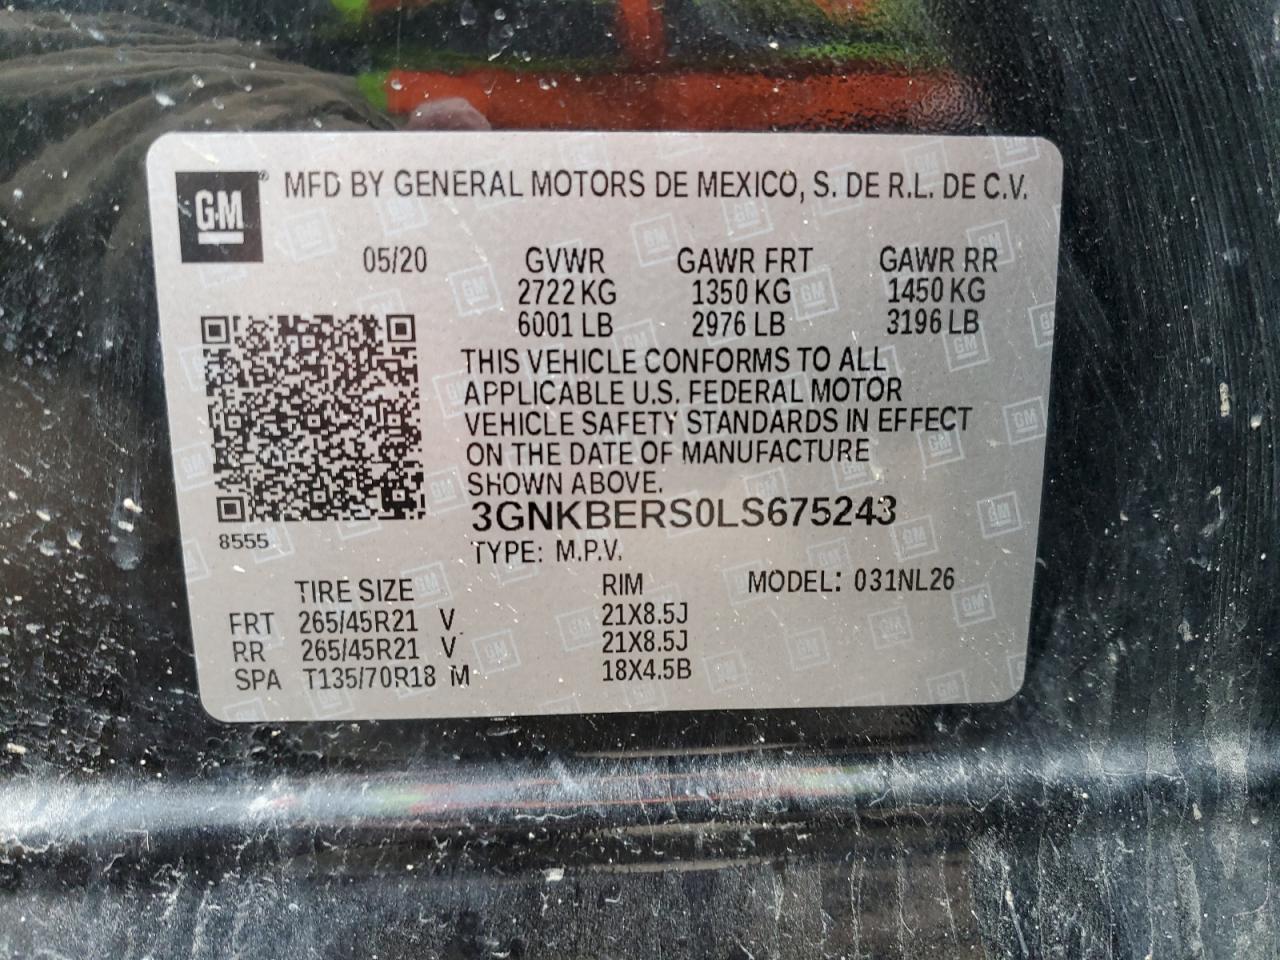 GM ® MFD BY GENERAL MOTORS DE MEXICO, S. DE R.L. DE C.V.
05/20 GVWR GAWR FRT GAWR RR
2722 KG 1350 KG 1450 KG
6001 LB 2976 LB 3196 LB
THIS VEHICLE CONFORMS TO ALL
APPLICABLE U.S. FEDERAL MOTOR
VEHICLE SAFETY STANDARDS IN EFFECT
ON THE DATE OF MANUFACTURE
SHOWN ABOVE.
3GNKBERS0LS675243
8555
TYPE: M.P.V.
TIRE SIZE RIM MODEL: 031NL26
FRT 265/45R21 V 21X8.5J
RR 265/45R21 V 21X8.5J
SPA T135/70R18 M 18X4.5B